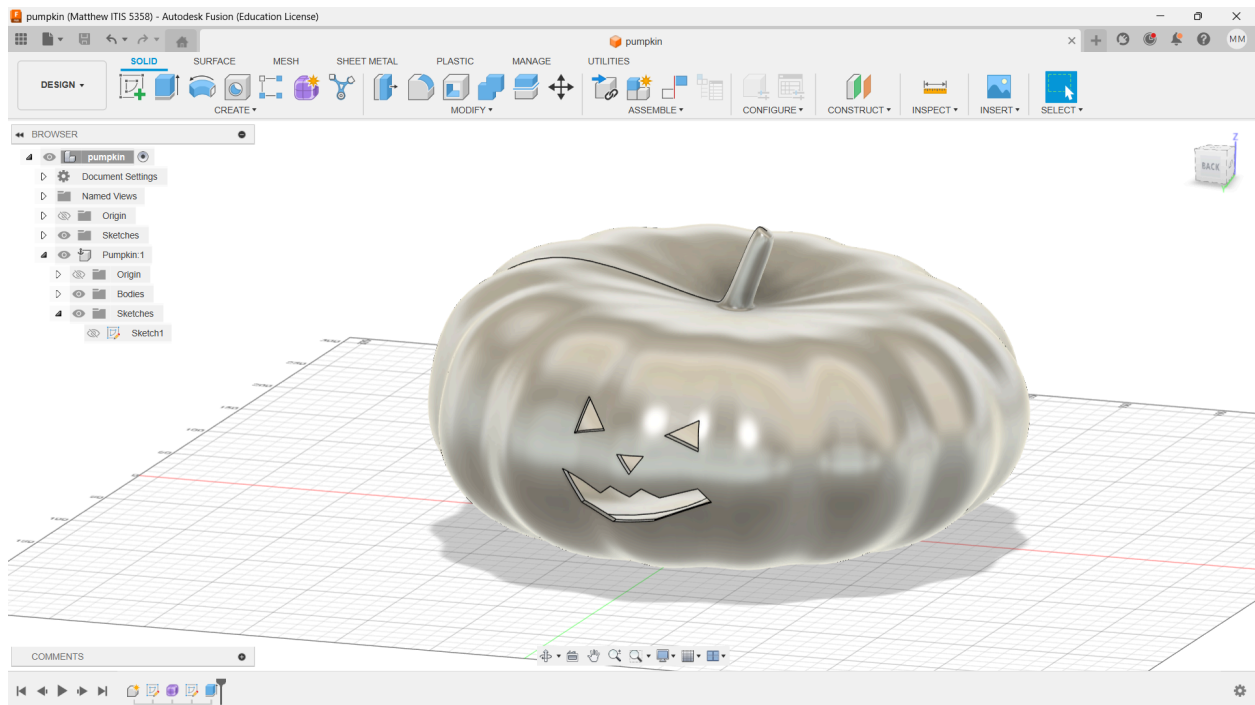 pumpkin (Matthew ITIS 5358) - Autodesk Fusion (Education License)
pumpkin
MM
SOLID SURFACE MESH SHEET METAL PLASTIC MANAGE UTILITIES
DESIGN
CREATE MODIFY ASSEMBLE CONFIGURE CONSTRUCT INSPECT INSERT SELECT
BROWSER
pumpkin
Document Settings
Named Views
Origin
Sketches
Pumpkin:1
Origin
Bodies
Sketches
Sketch1
Z
BACK
COMMENTS